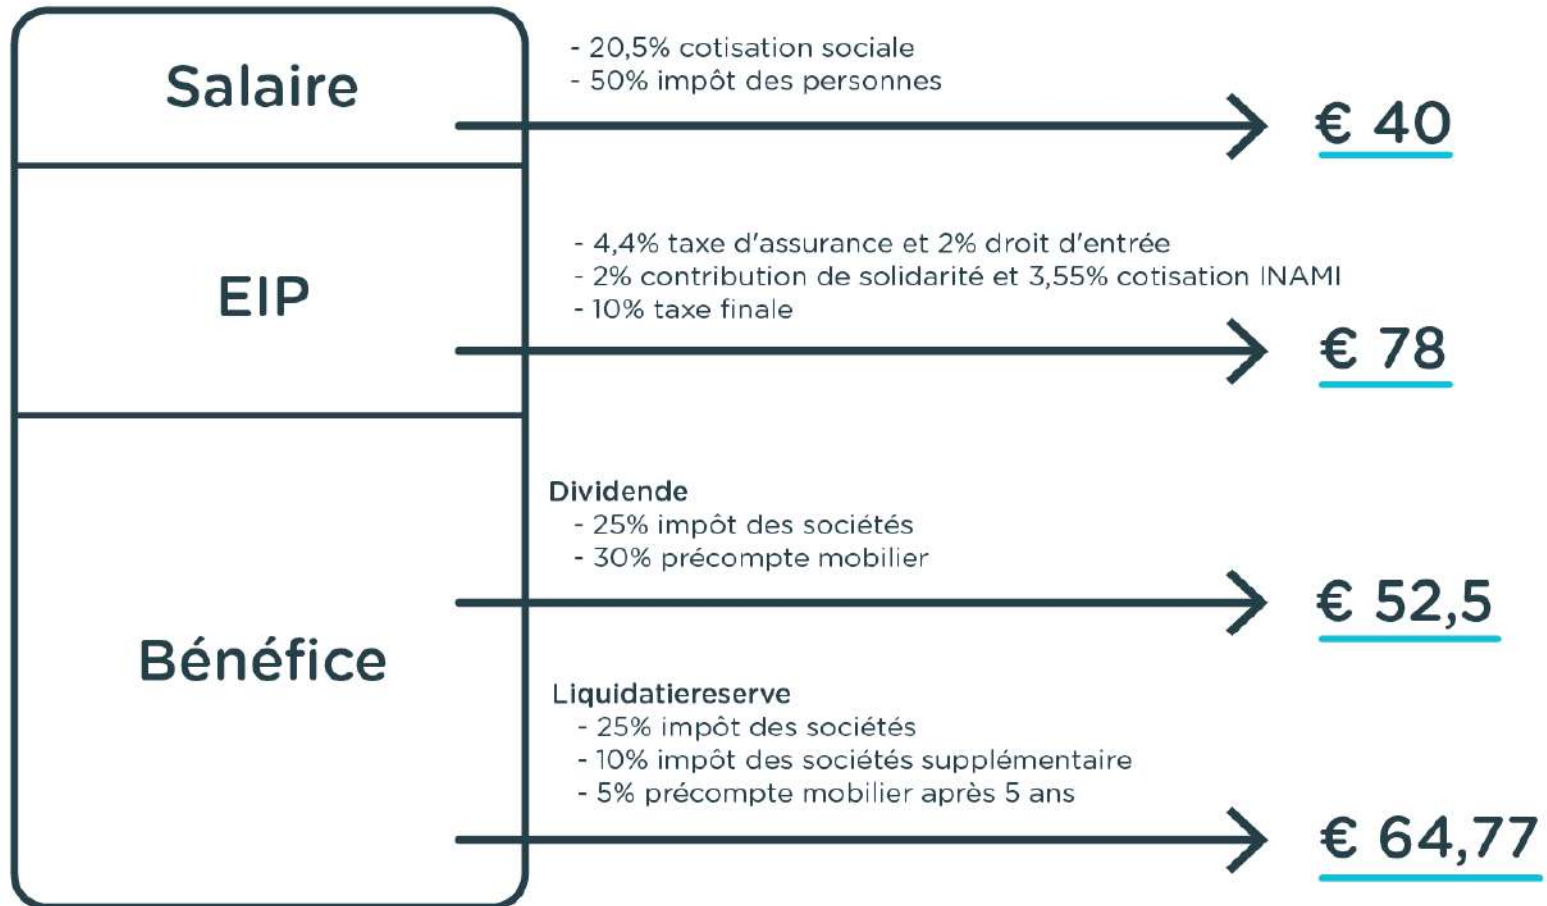 Salaire
- 20,5% cotisation sociale
- 50% impôt des personnes
€ 40
EIP
- 4,4% taxe d'assurance et 2% droit d'entrée
- 2% contribution de solidarité et 3,55% cotisation INAMI
- 10% taxe finale
€ 78
Bénéfice
Dividende
- 25% impôt des sociétés
- 30% précompte mobilier
€ 52,5
Liquidatiereserve
- 25% impôt des sociétés
- 10% impôt des sociétés supplémentaire
- 5% précompte mobilier après 5 ans
€ 64,77